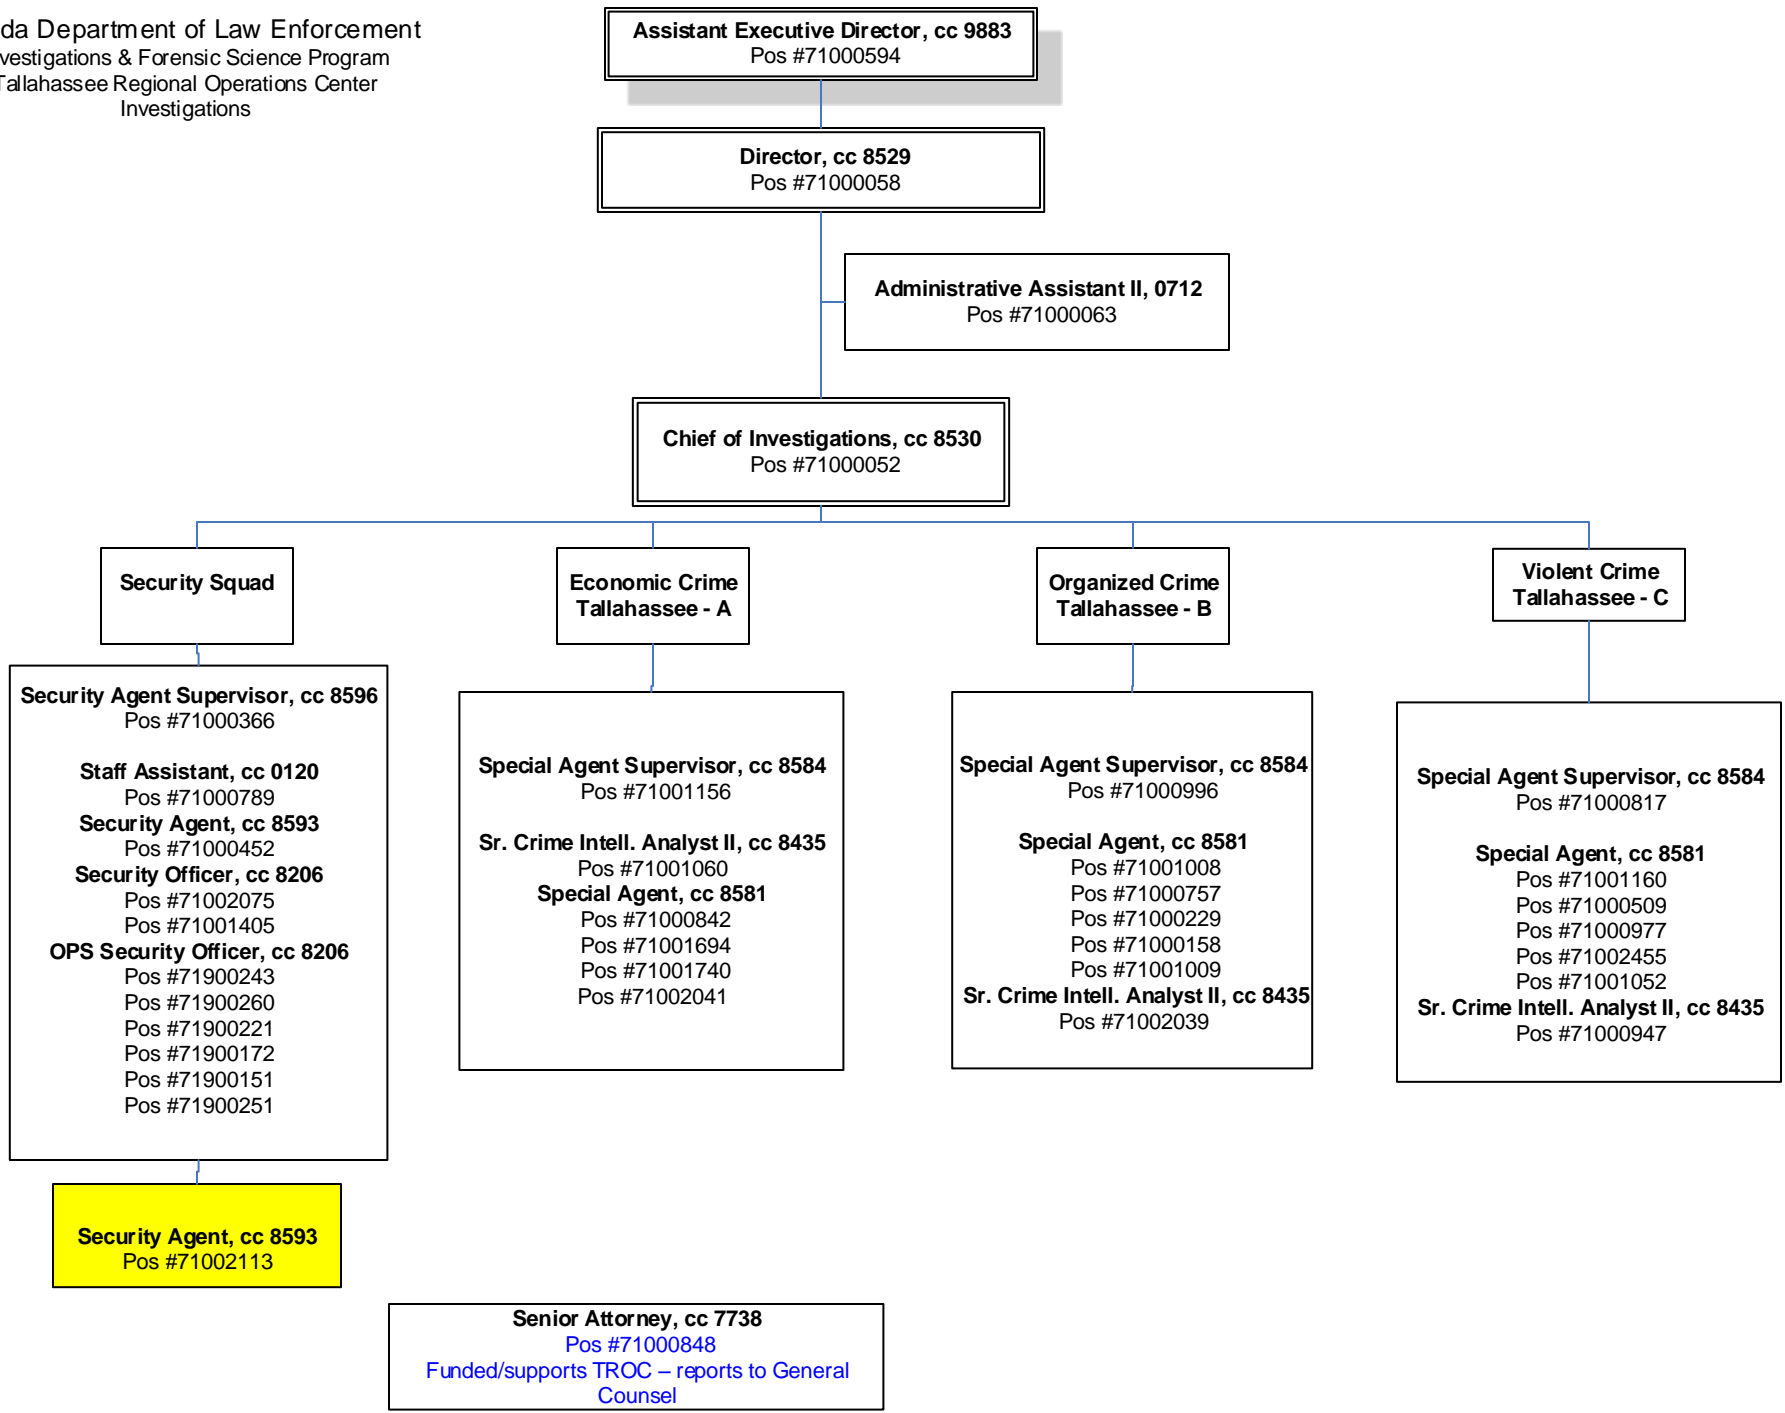 da Department of Law Enforcement
vestigations & Forensic Science Program
Tallahassee Regional Operations Center
Investigations
Assistant Executive Director, cc 9883
Pos #71000594
Director, cc 8529
Pos #71000058
Administrative Assistant II, 0712
Pos #71000063
Chief of Investigations, cc 8530
Pos #71000052
Security Squad
Economic Crime
Tallahassee - A
Organized Crime
Tallahassee - B
Violent Crime
Tallahassee - C
Security Agent Supervisor, cc 8596
Pos #71000366
Staff Assistant, cc 0120
Pos #71000789
Security Agent, cc 8593
Pos #71000452
Security Officer, cc 8206
Pos #71002075
Pos #71001405
OPS Security Officer, cc 8206
Pos #71900243
Pos #71900260
Pos #71900221
Pos #71900172
Pos #71900151
Pos #71900251
Special Agent Supervisor, cc 8584
Pos #71001156
Sr. Crime Intell. Analyst II, cc 8435
Pos #71001060
Special Agent, cc 8581
Pos #71000842
Pos #71001694
Pos #71001740
Pos #71002041
Special Agent Supervisor, cc 8584
Pos #71000996
Special Agent, cc 8581
Pos #71001008
Pos #71000757
Pos #71000229
Pos #71000158
Pos #71001009
Sr. Crime Intell. Analyst II, cc 8435
Pos #71002039
Special Agent Supervisor, cc 8584
Pos #71000817
Special Agent, cc 8581
Pos #71001160
Pos #71000509
Pos #71000977
Pos #71002455
Pos #71001052
Sr. Crime Intell. Analyst II, cc 8435
Pos #71000947
Security Agent, cc 8593
Pos #71002113
Senior Attorney, cc 7738
Pos #71000848
Funded/supports TROC – reports to General
Counsel